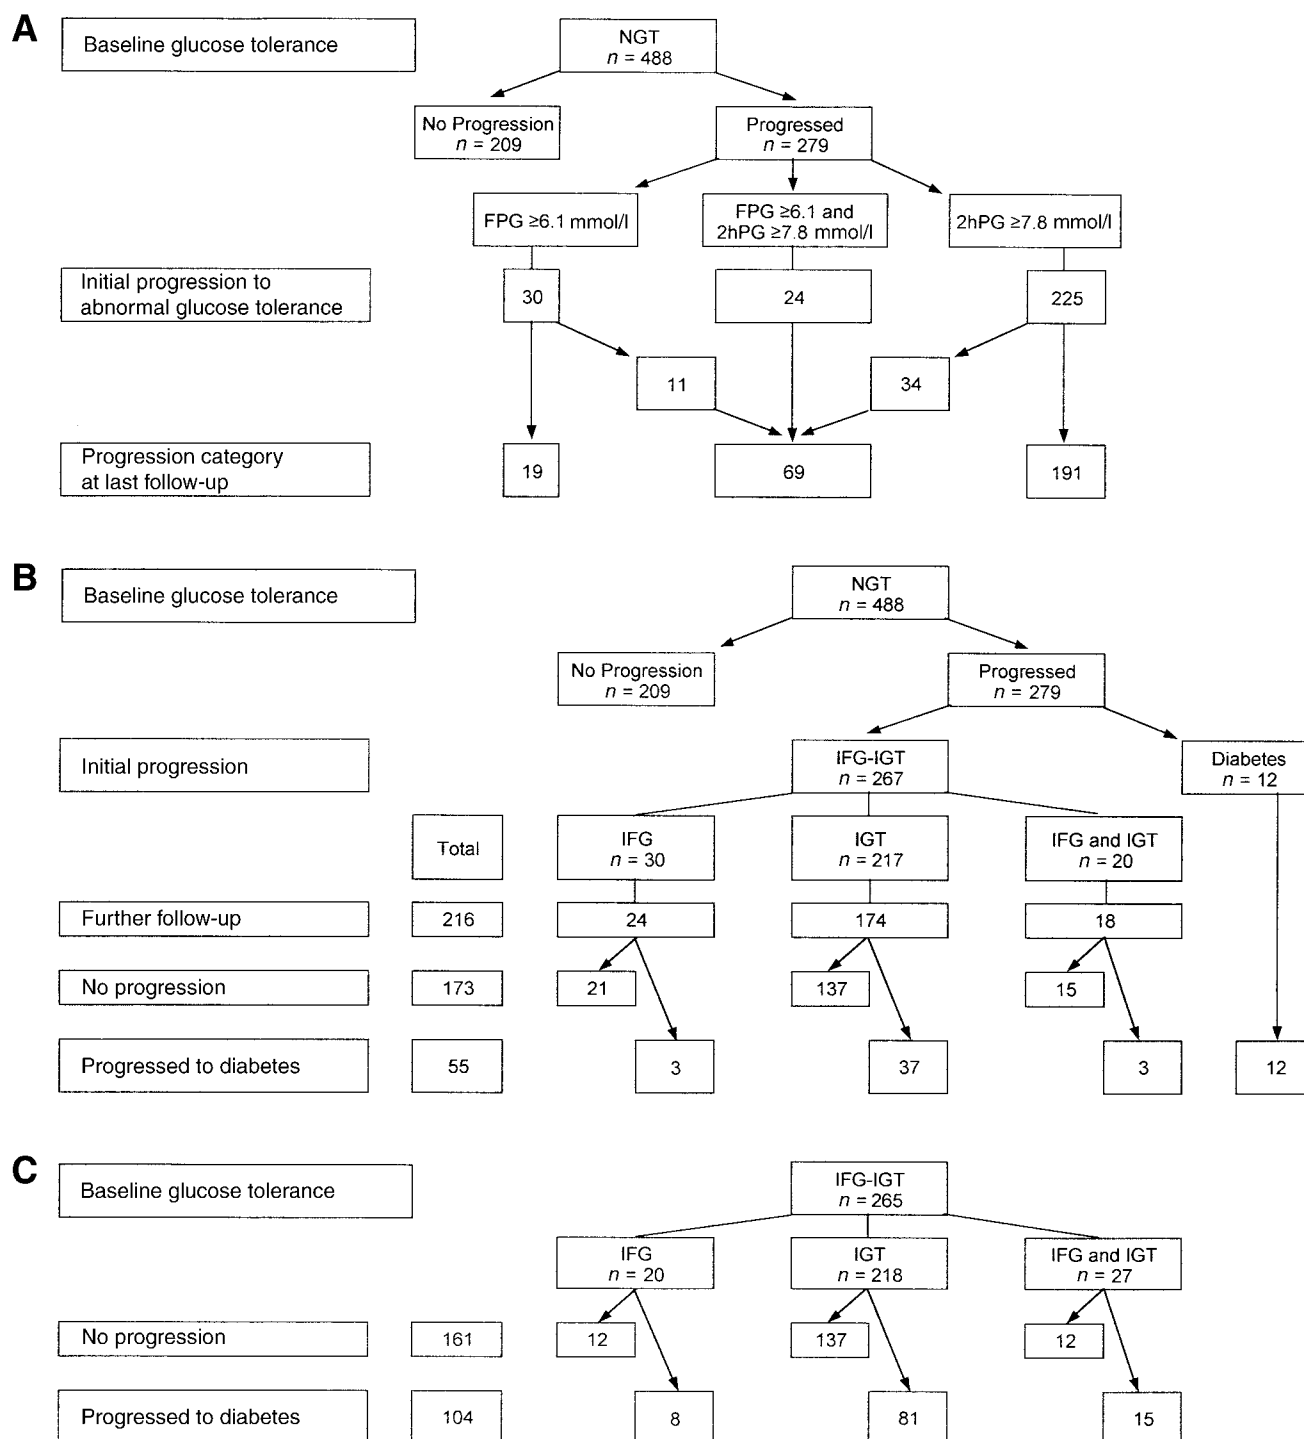 A
Baseline glucose tolerance
NGT
n = 488
No Progression
n = 209
Progressed
n = 279
FPG ≥6.1 mmol/l
FPG ≥6.1 and
2hPG ≥7.8 mmol/l
2hPG ≥7.8 mmol/l
Initial progression to
abnormal glucose tolerance
30
24
225
11
34
Progression category
at last follow-up
19
69
191
B
Baseline glucose tolerance
NGT
n = 488
No Progression
n = 209
Progressed
n = 279
Initial progression
IFG-IGT
n = 267
Diabetes
n = 12
Total
IFG
n = 30
IGT
n = 217
IFG and IGT
n = 20
Further follow-up
216
24
174
18
No progression
173
21
137
15
Progressed to diabetes
55
3
37
3
12
C
Baseline glucose tolerance
IFG-IGT
n = 265
IFG
n = 20
IGT
n = 218
IFG and IGT
n = 27
No progression
161
12
137
12
Progressed to diabetes
104
8
81
15